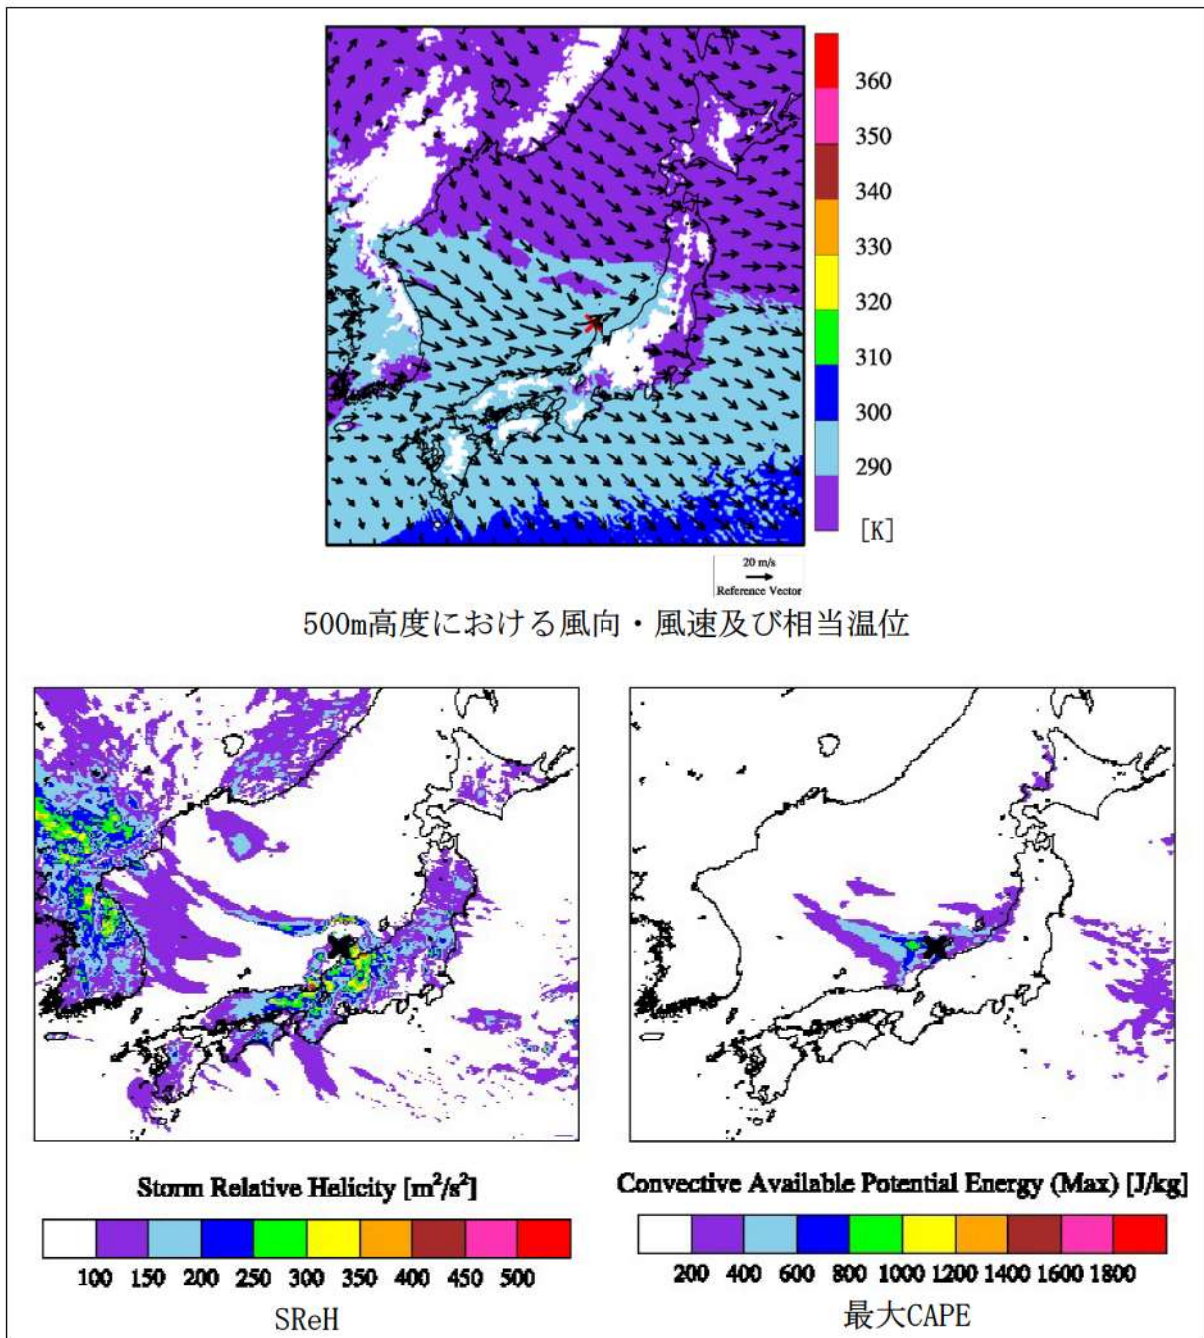 360
350
340
330
320
310
300
290
[K]
20 m/s
Reference Vector
500m高度における風向・風速及び相当温位
Storm Relative Helicity [m²/s²]
100 150 200 250 300 350 400 450 500
SReH
Convective Available Potential Energy (Max) [J/kg]
200 400 600 800 1000 1200 1400 1600 1800
最大CAPE